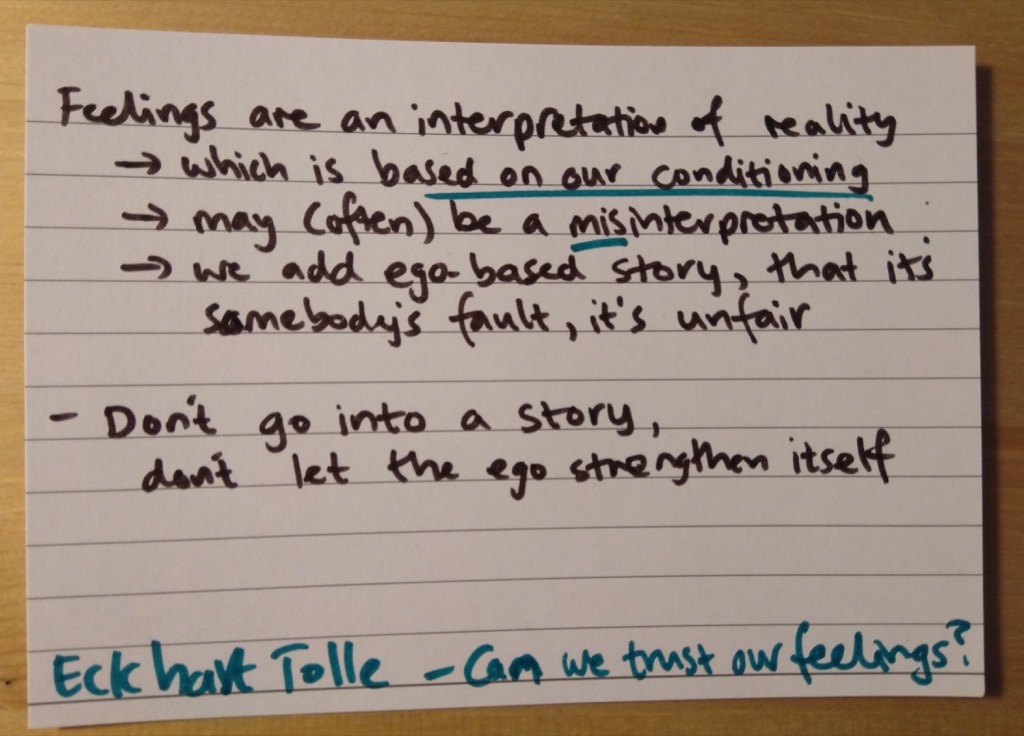 Feelings are an interpretation of reality
→ which is based on our conditioning
→ may (often) be a misinterpretation
→ we add ego-based story, that it's
somebody's fault, it's unfair
- Don't go into a story,
don't let the ego strengthen itself
Eckhart Tolle - Can we trust our feelings?